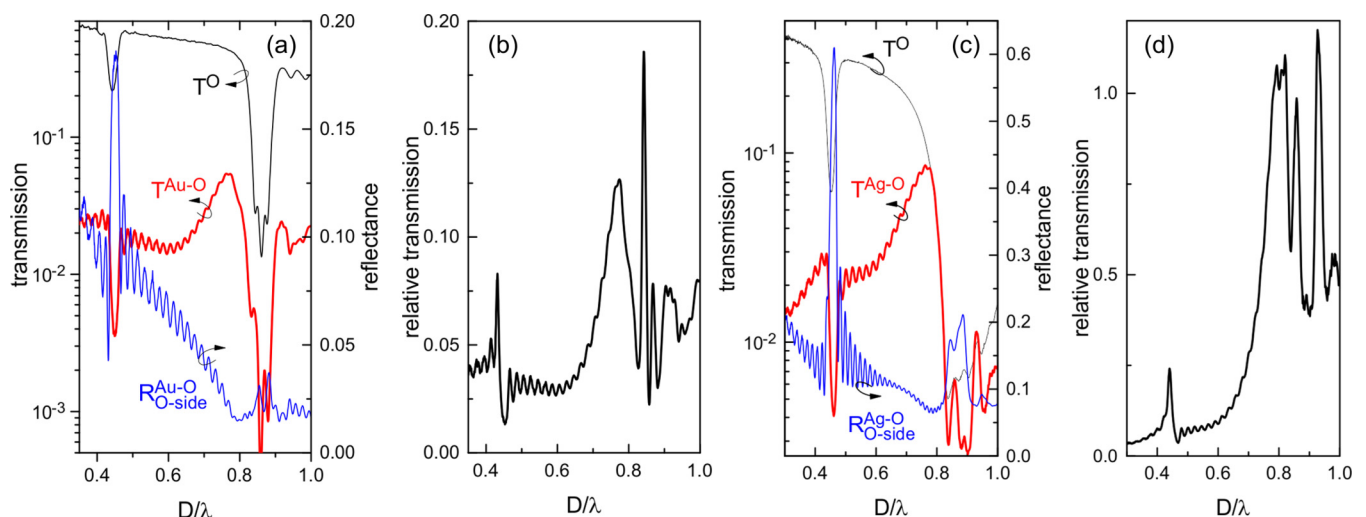 (a)
transmission
10^-1
10^-2
10^-3
T^O
T^Au-O
R^Au-O_O-side
0.20
0.15
0.10
0.05
0.00
reflectance
0.4 0.6 0.8 1.0
D/λ
(b)
relative transmission
0.20
0.15
0.10
0.05
0.00
0.4 0.6 0.8 1.0
D/λ
(c)
transmission
10^-1
10^-2
T^O
T^Ag-O
R^Ag-O_O-side
0.6
0.5
0.4
0.3
0.2
0.1
0.0
reflectance
0.4 0.6 0.8 1.0
D/λ
(d)
relative transmission
1.0
0.5
0.0
0.4 0.6 0.8 1.0
D/λ